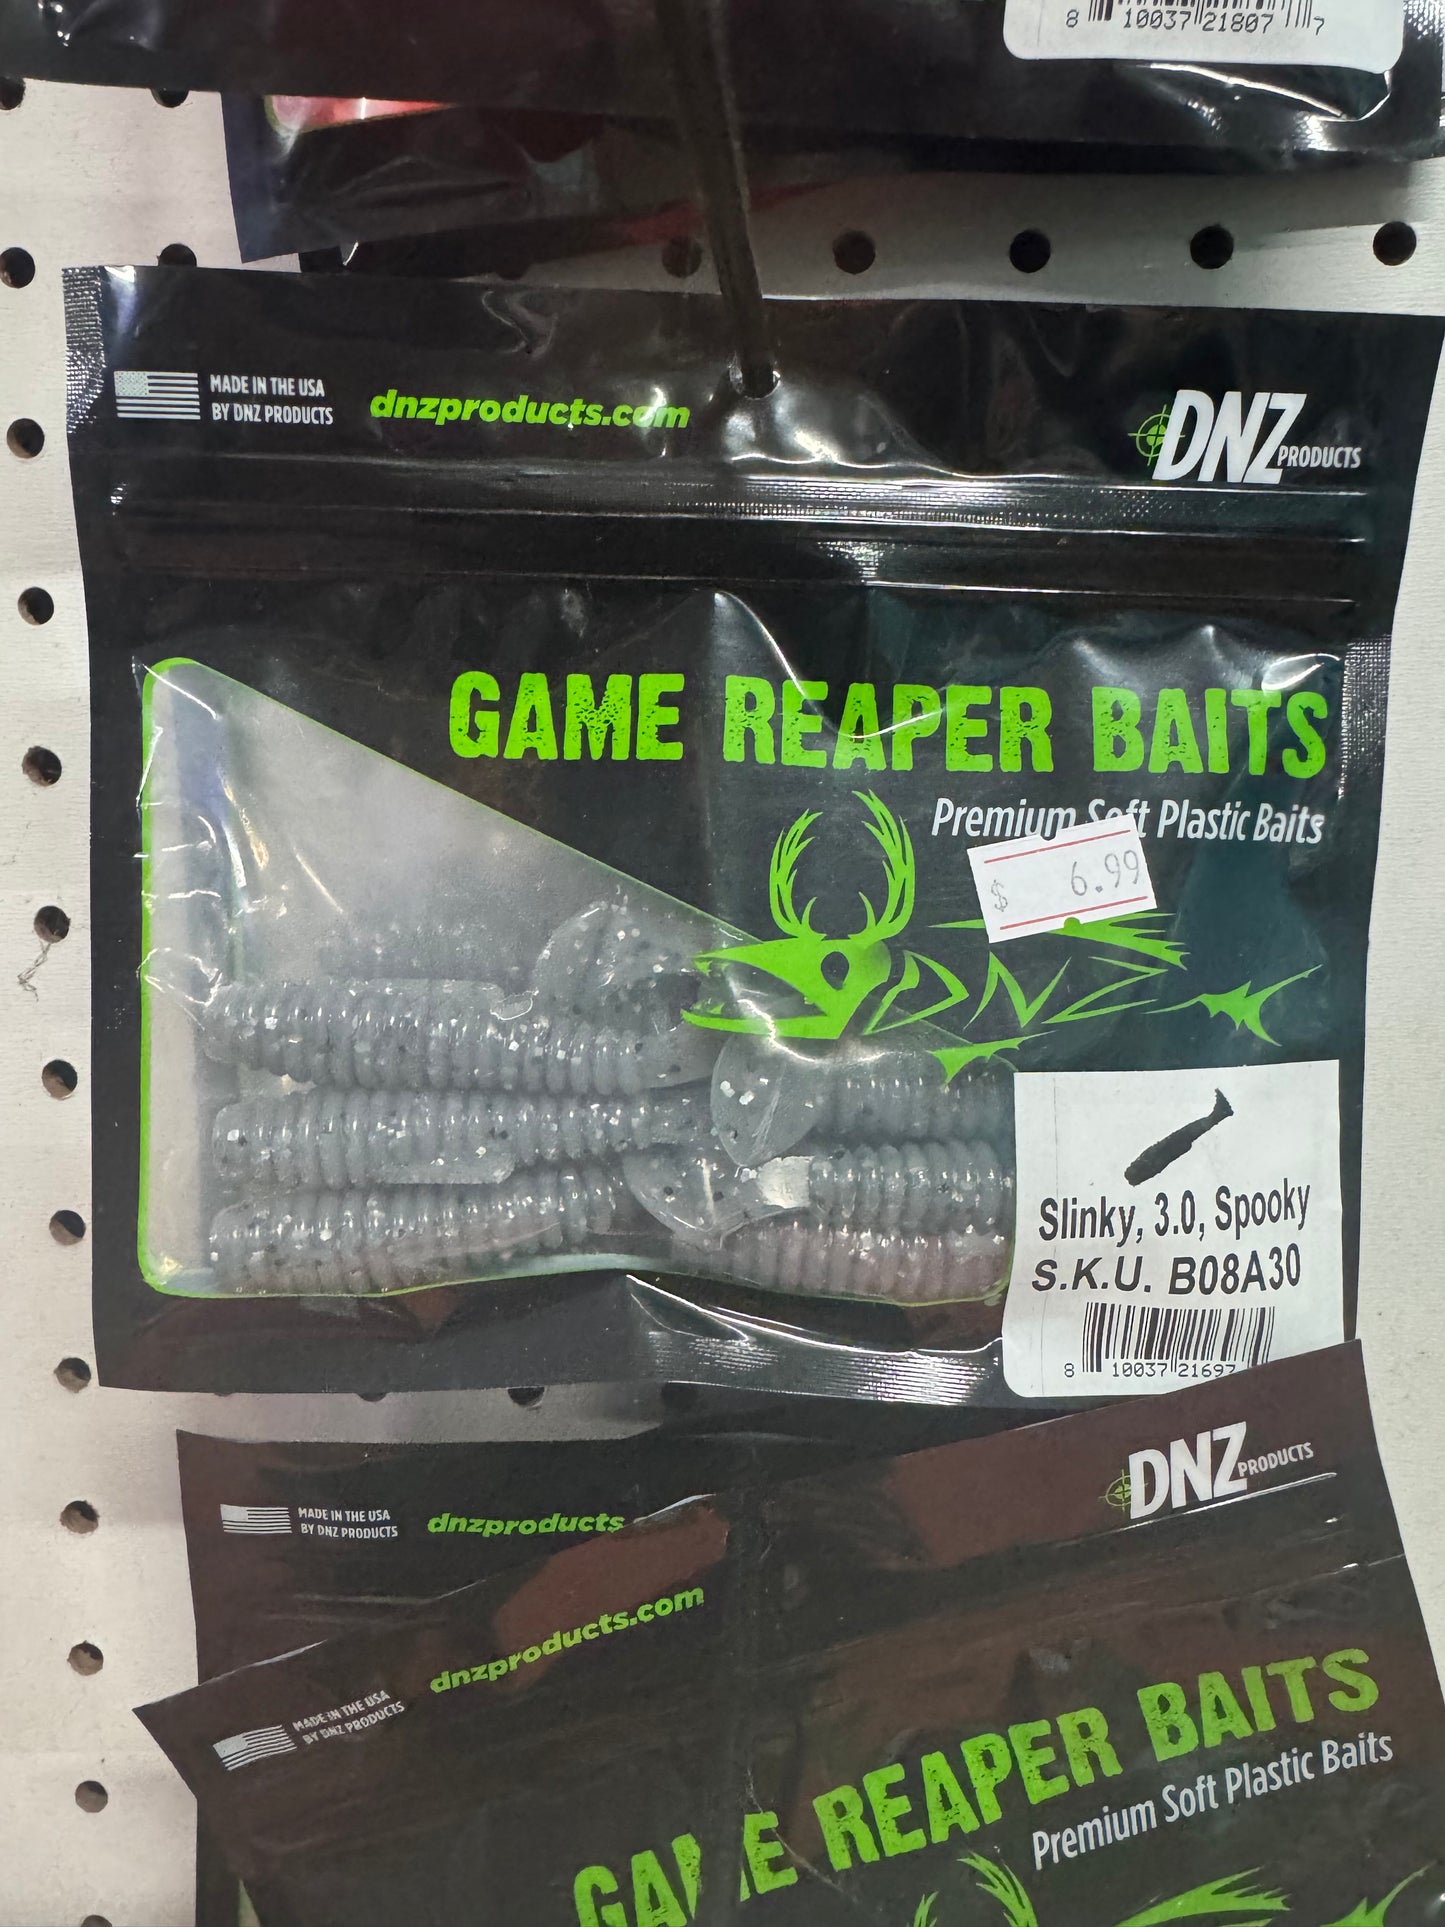 8 10037 21807 7
MADE IN THE USA
BY DNZ PRODUCTS
dnzproducts.com
DNZ PRODUCTS
GAME REAPER BAITS
Premium Soft Plastic Baits
$ 6.99
DNZ
Slinky, 3.0, Spooky
S.K.U. B08A30
8 10037 21697
MADE IN THE USA
BY DNZ PRODUCTS
dnzproducts
DNZ PRODUCTS
MADE IN THE USA
BY DNZ PRODUCTS
dnzproducts.com
GAME REAPER BAITS
Premium Soft Plastic Baits